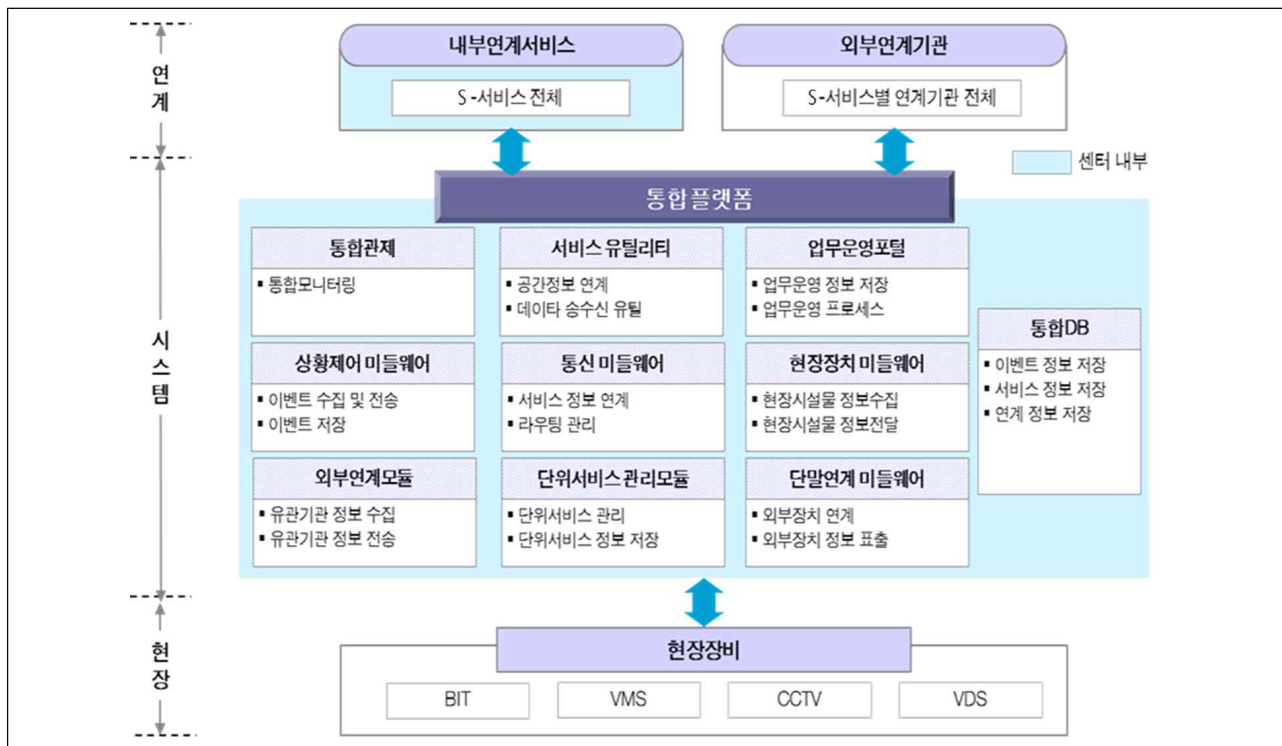 연계
내부연계서비스
S-서비스 전체
외부연계기관
S-서비스별 연계기관 전체
센터 내부
시스템
통합플랫폼
통합관제
▪ 통합모니터링
서비스 유틸리티
▪ 공간정보 연계
▪ 데이타 송수신 유틸
업무운영포털
▪ 업무운영 정보 저장
▪ 업무운영 프로세스
상황제어 미들웨어
▪ 이벤트 수집 및 전송
▪ 이벤트 저장
통신 미들웨어
▪ 서비스 정보 연계
▪ 라우팅 관리
현장장치 미들웨어
▪ 현장시설물 정보수집
▪ 현장시설물 정보전달
외부연계모듈
▪ 유관기관 정보 수집
▪ 유관기관 정보 전송
단위서비스 관리모듈
▪ 단위서비스 관리
▪ 단위서비스 정보 저장
단말연계 미들웨어
▪ 외부장치 연계
▪ 외부장치 정보 표출
통합DB
▪ 이벤트 정보 저장
▪ 서비스 정보 저장
▪ 연계 정보 저장
현장
현장장비
BIT
VMS
CCTV
VDS